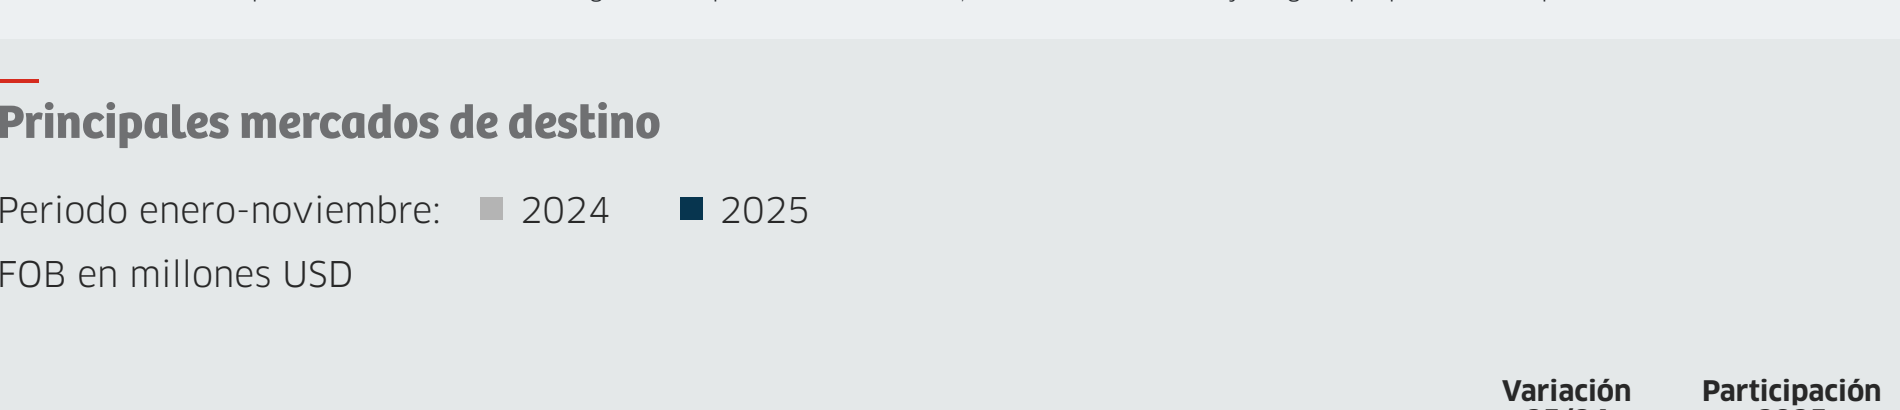 Principales mercados de destino
Periodo enero-noviembre: 2024 2025
FOB en millones USD
Variación Participación